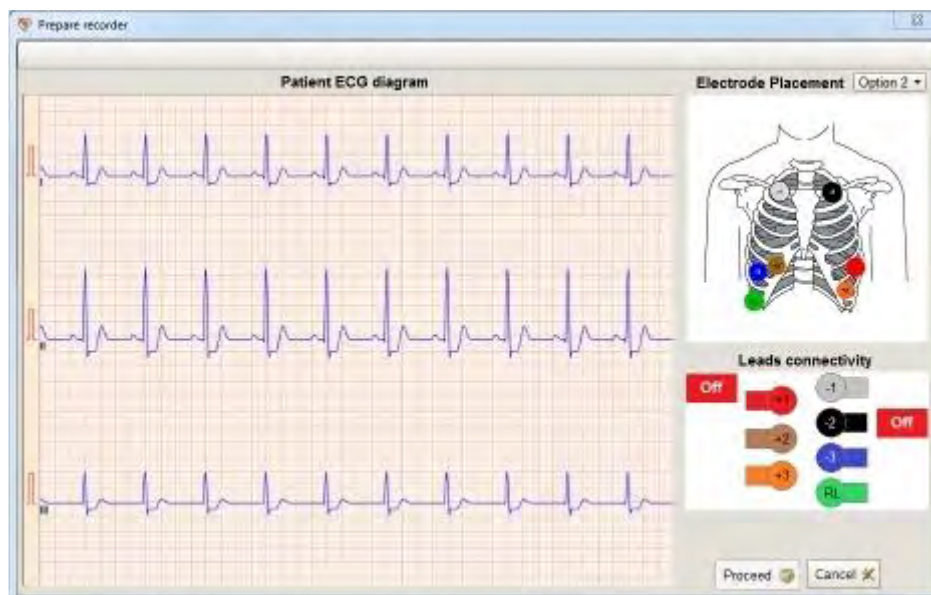 Prepare recorder
Patient ECG diagram
Electrode Placement Option 2
I
II
III
Leads connectivity
Off
+1
-1
-2
Off
+2
-3
+3
RL
Proceed
Cancel